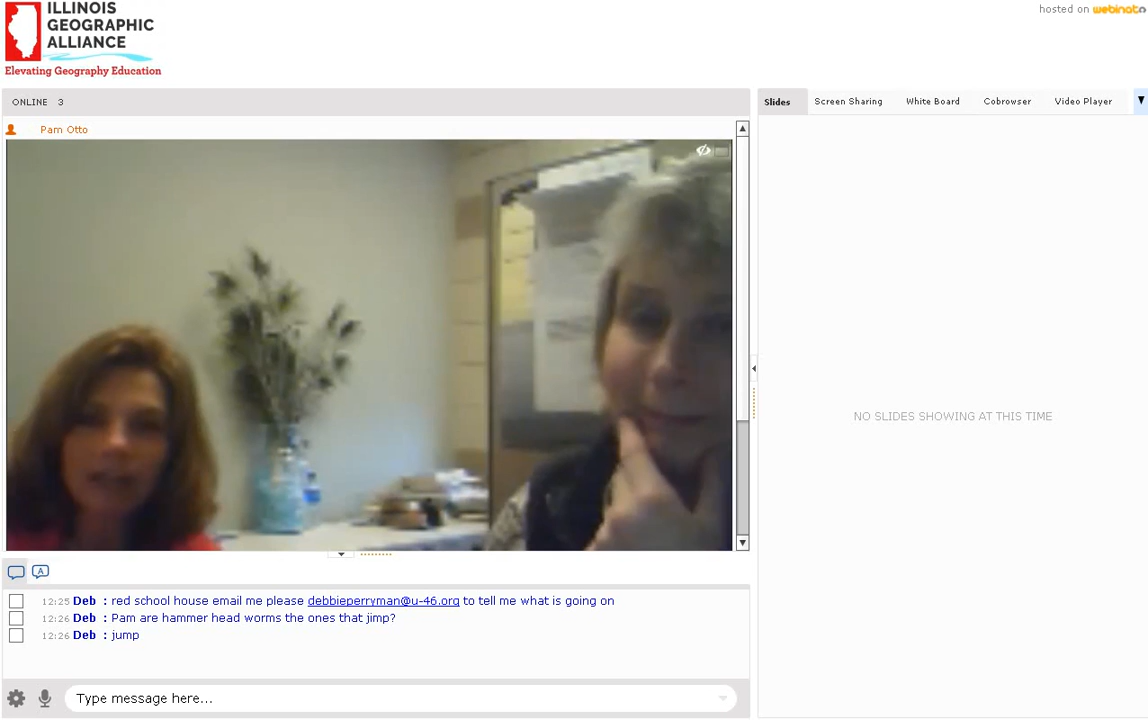 ILLINOIS
GEOGRAPHIC
ALLIANCE
Elevating Geography Education
hosted on webinato
ONLINE 3
Pam Otto
Slides Screen Sharing White Board Cobrowser Video Player
NO SLIDES SHOWING AT THIS TIME
A
12:25 Deb : red school house email me please debbieperryman@u-46.org to tell me what is going on
12:26 Deb : Pam are hammer head worms the ones that jimp?
12:26 Deb : jump
Type message here...